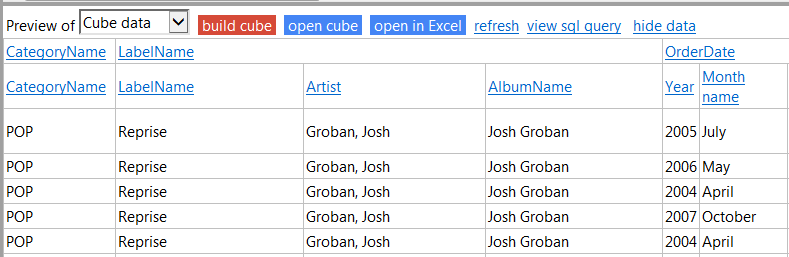 Preview of Cube data build cube open cube open in Excel refresh view sql query hide data
CategoryName LabelName OrderDate
CategoryName LabelName Artist AlbumName Year Month
name
POP Reprise Groban, Josh Josh Groban 2005 July
POP Reprise Groban, Josh Josh Groban 2006 May
POP Reprise Groban, Josh Josh Groban 2004 April
POP Reprise Groban, Josh Josh Groban 2007 October
POP Reprise Groban, Josh Josh Groban 2004 April